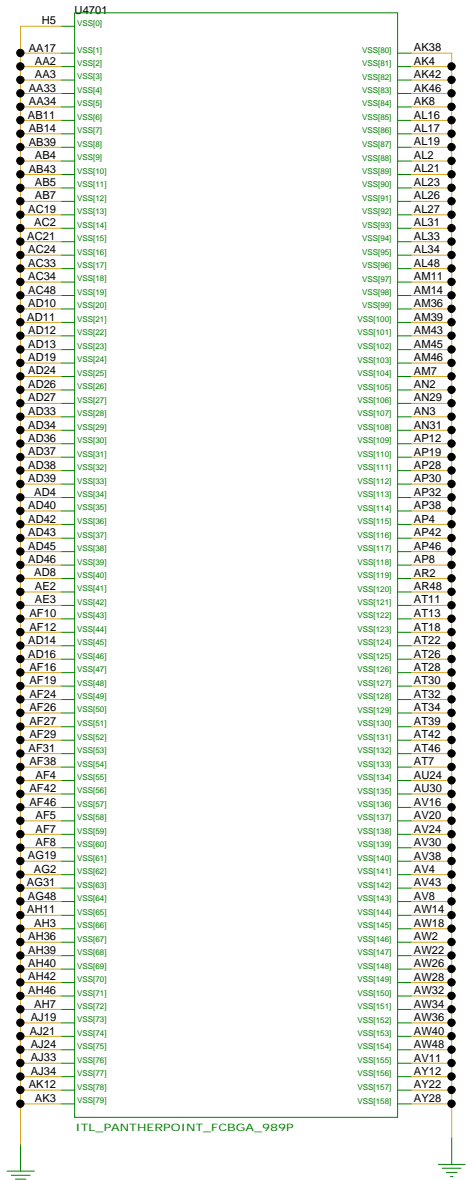 U4701
H5 VSS[0]
AA17 VSS[1] VSS[80] AK38
AA2 VSS[2] VSS[81] AK4
AA3 VSS[3] VSS[82] AK42
AA33 VSS[4] VSS[83] AK46
AA34 VSS[5] VSS[84] AK8
AB11 VSS[6] VSS[85] AL16
AB14 VSS[7] VSS[86] AL17
AB39 VSS[8] VSS[87] AL19
AB4 VSS[9] VSS[88] AL2
AB43 VSS[10] VSS[89] AL21
AB5 VSS[11] VSS[90] AL23
AB7 VSS[12] VSS[91] AL26
AC19 VSS[13] VSS[92] AL27
AC2 VSS[14] VSS[93] AL31
AC21 VSS[15] VSS[94] AL33
AC24 VSS[16] VSS[95] AL34
AC33 VSS[17] VSS[96] AL48
AC34 VSS[18] VSS[97] AM11
AC48 VSS[19] VSS[98] AM14
AD10 VSS[20] VSS[99] AM36
AD11 VSS[21] VSS[100] AM39
AD12 VSS[22] VSS[101] AM43
AD13 VSS[23] VSS[102] AM45
AD19 VSS[24] VSS[103] AM46
AD24 VSS[25] VSS[104] AM7
AD26 VSS[26] VSS[105] AN2
AD27 VSS[27] VSS[106] AN29
AD33 VSS[28] VSS[107] AN3
AD34 VSS[29] VSS[108] AN31
AD36 VSS[30] VSS[109] AP12
AD37 VSS[31] VSS[110] AP19
AD38 VSS[32] VSS[111] AP28
AD39 VSS[33] VSS[112] AP30
AD4 VSS[34] VSS[113] AP32
AD40 VSS[35] VSS[114] AP38
AD42 VSS[36] VSS[115] AP4
AD43 VSS[37] VSS[116] AP42
AD45 VSS[38] VSS[117] AP46
AD46 VSS[39] VSS[118] AP8
AD8 VSS[40] VSS[119] AR2
AE2 VSS[41] VSS[120] AR48
AE3 VSS[42] VSS[121] AT11
AF10 VSS[43] VSS[122] AT13
AF12 VSS[44] VSS[123] AT18
AD14 VSS[45] VSS[124] AT22
AD16 VSS[46] VSS[125] AT26
AF16 VSS[47] VSS[126] AT28
AF19 VSS[48] VSS[127] AT30
AF24 VSS[49] VSS[128] AT32
AF26 VSS[50] VSS[129] AT34
AF27 VSS[51] VSS[130] AT39
AF29 VSS[52] VSS[131] AT42
AF31 VSS[53] VSS[132] AT46
AF38 VSS[54] VSS[133] AT7
AF4 VSS[55] VSS[134] AU24
AF42 VSS[56] VSS[135] AU30
AF46 VSS[57] VSS[136] AV16
AF5 VSS[58] VSS[137] AV20
AF7 VSS[59] VSS[138] AV24
AF8 VSS[60] VSS[139] AV30
AG19 VSS[61] VSS[140] AV38
AG2 VSS[62] VSS[141] AV4
AG31 VSS[63] VSS[142] AV43
AG48 VSS[64] VSS[143] AV8
AH11 VSS[65] VSS[144] AW14
AH3 VSS[66] VSS[145] AW18
AH36 VSS[67] VSS[146] AW2
AH39 VSS[68] VSS[147] AW22
AH40 VSS[69] VSS[148] AW26
AH42 VSS[70] VSS[149] AW28
AH46 VSS[71] VSS[150] AW32
AH7 VSS[72] VSS[151] AW34
AJ19 VSS[73] VSS[152] AW36
AJ21 VSS[74] VSS[153] AW40
AJ24 VSS[75] VSS[154] AW48
AJ33 VSS[76] VSS[155] AV11
AJ34 VSS[77] VSS[156] AY12
AK12 VSS[78] VSS[157] AY22
AK3 VSS[79] VSS[158] AY28
ITL_PANTHERPOINT_FCBGA_989P